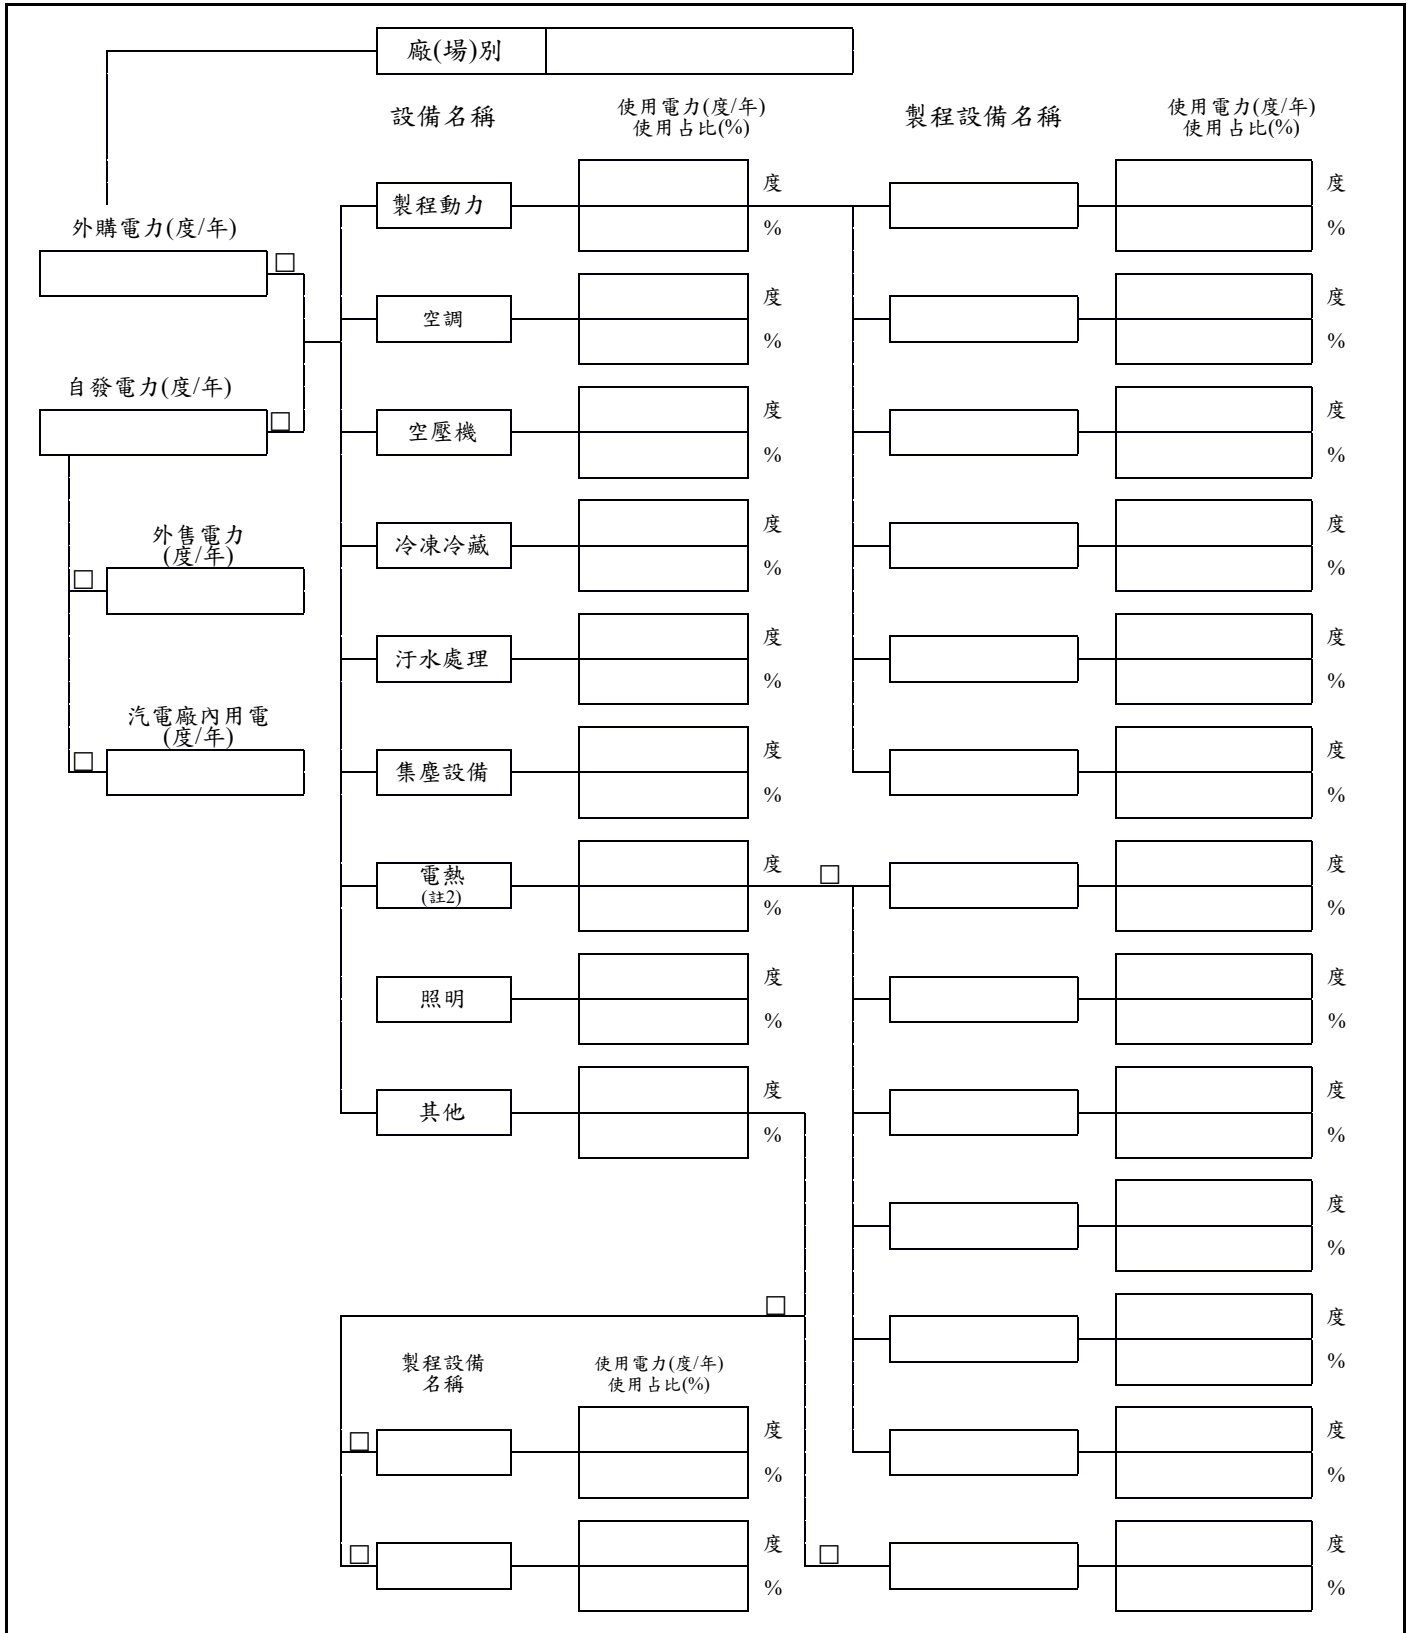 廠(場)別
設備名稱
使用電力(度/年)
使用占比(%)
製程設備名稱
使用電力(度/年)
使用占比(%)
製程動力
度
度
外購電力(度/年)
%
%
□
空調
度
度
%
%
自發電力(度/年)
□
空壓機
度
度
%
%
外售電力
(度/年)
□
冷凍冷藏
度
度
%
%
汙水處理
度
度
%
%
汽電廠內用電
(度/年)
□
集塵設備
度
度
%
%
電熱
(註2)
度
□
度
%
%
照明
度
度
%
%
其他
度
度
%
%
度
%
□
度
製程設備
名稱
使用電力(度/年)
使用占比(%)
%
□
度
度
%
%
□
度
□
度
%
%